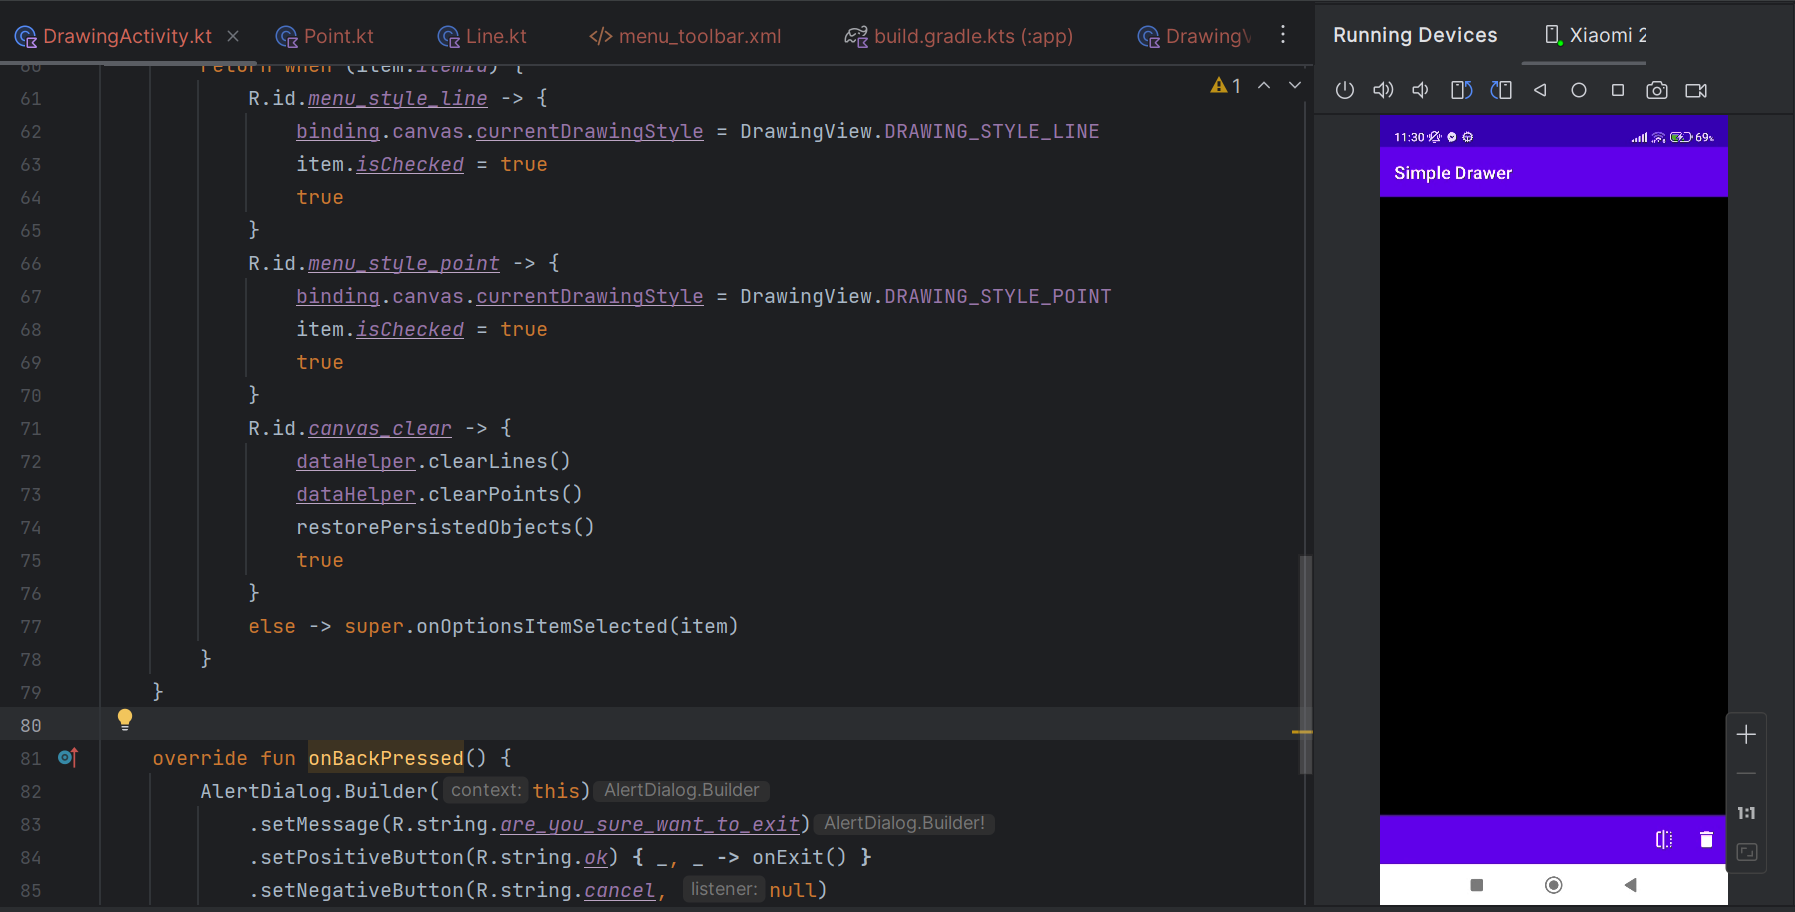 DrawingActivity.kt Point.kt Line.kt menu_toolbar.xml build.gradle.kts (:app) DrawingV
Running Devices Xiaomi 2
60 return when (item.itemId) {
1
61 R.id.menu_style_line -> {
62 binding.canvas.currentDrawingStyle = DrawingView.DRAWING_STYLE_LINE
63 item.isChecked = true
64 true
65 }
66 R.id.menu_style_point -> {
67 binding.canvas.currentDrawingStyle = DrawingView.DRAWING_STYLE_POINT
68 item.isChecked = true
69 true
70 }
71 R.id.canvas_clear -> {
72 dataHelper.clearLines()
73 dataHelper.clearPoints()
74 restorePersistedObjects()
75 true
76 }
77 else -> super.onOptionsItemSelected(item)
78 }
79 }
80
81 override fun onBackPressed() {
82 AlertDialog.Builder( context: this) AlertDialog.Builder
83 .setMessage(R.string.are_you_sure_want_to_exit) AlertDialog.Builder!
84 .setPositiveButton(R.string.ok) { _, _ -> onExit() }
85 .setNegativeButton(R.string.cancel, listener: null)
11:30 69%
Simple Drawer
1:1